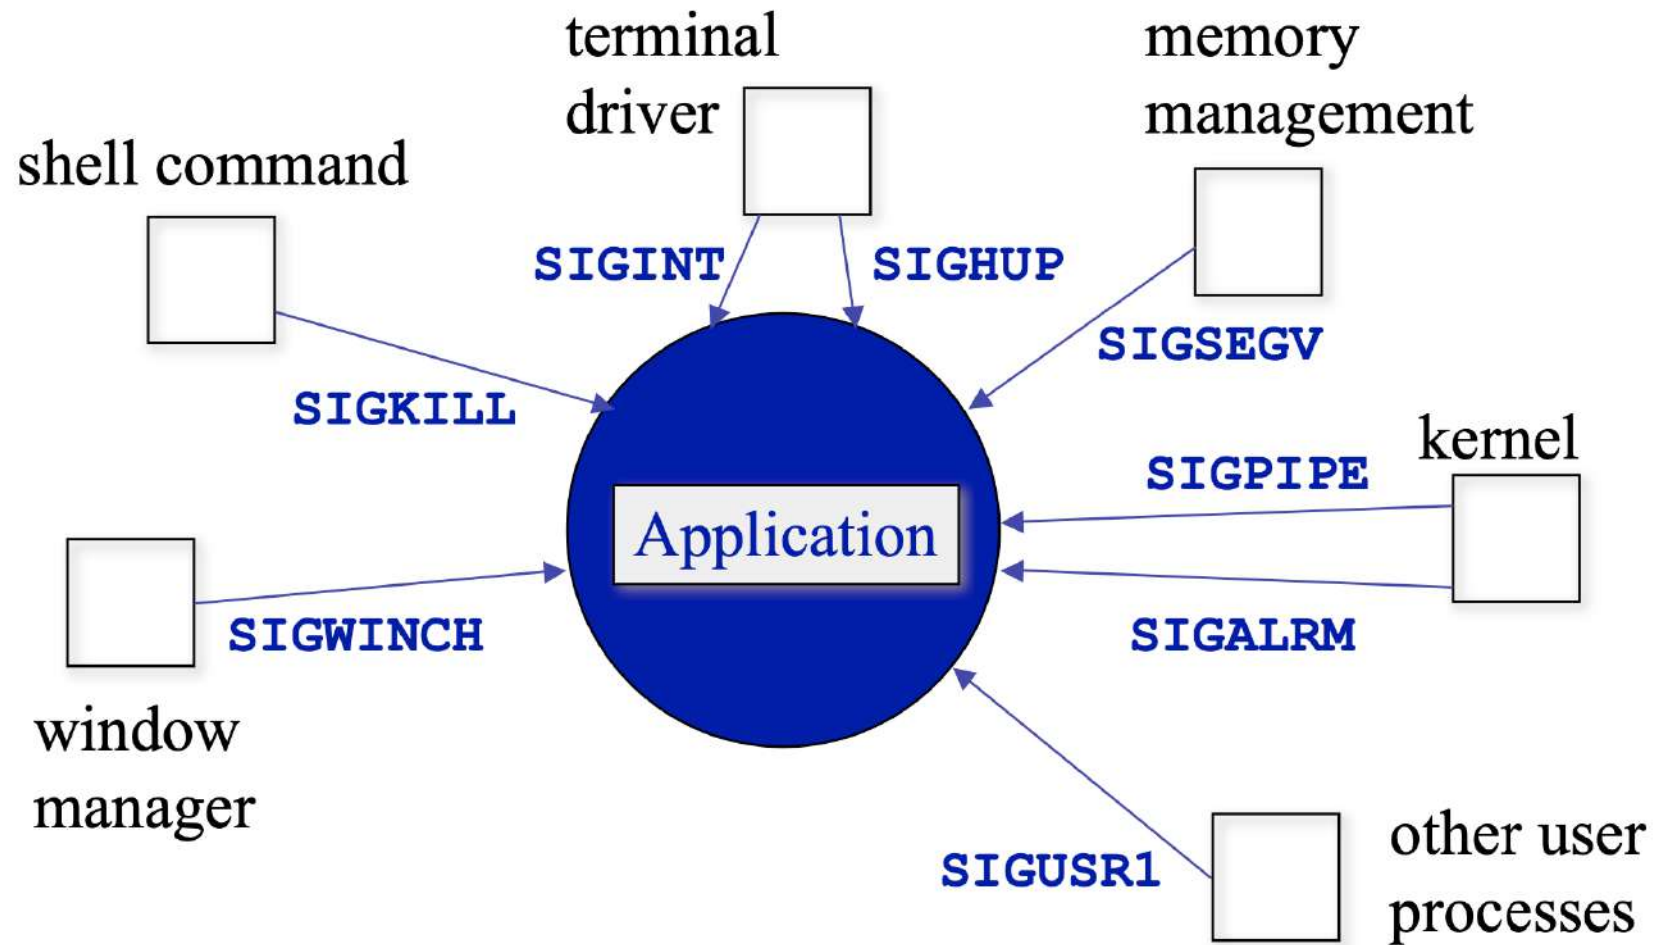 terminal
driver
memory
management
shell command
SIGINT
SIGHUP
SIGSEGV
SIGKILL
kernel
SIGPIPE
Application
SIGWINCH
SIGALRM
window
manager
other user
processes
SIGUSR1